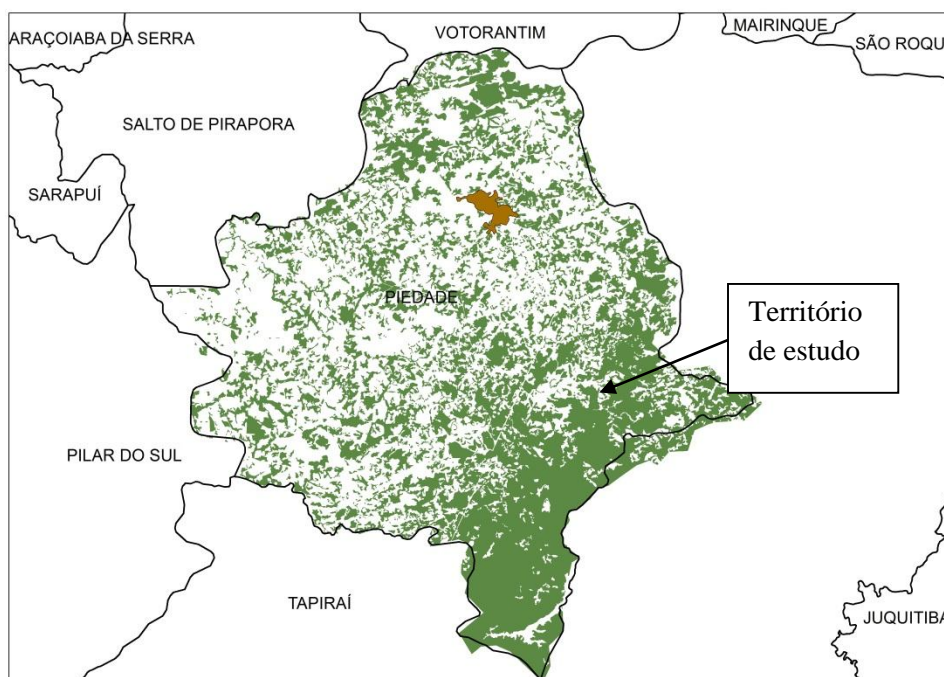 MAIRINQUE
ARAÇOIABA DA SERRA
VOTORANTIM
SÃO ROQU
SALTO DE PIRAPORA
SARAPUÍ
PIEDADE
Território
de estudo
PILAR DO SUL
TAPIRAÍ
JUQUITIBA